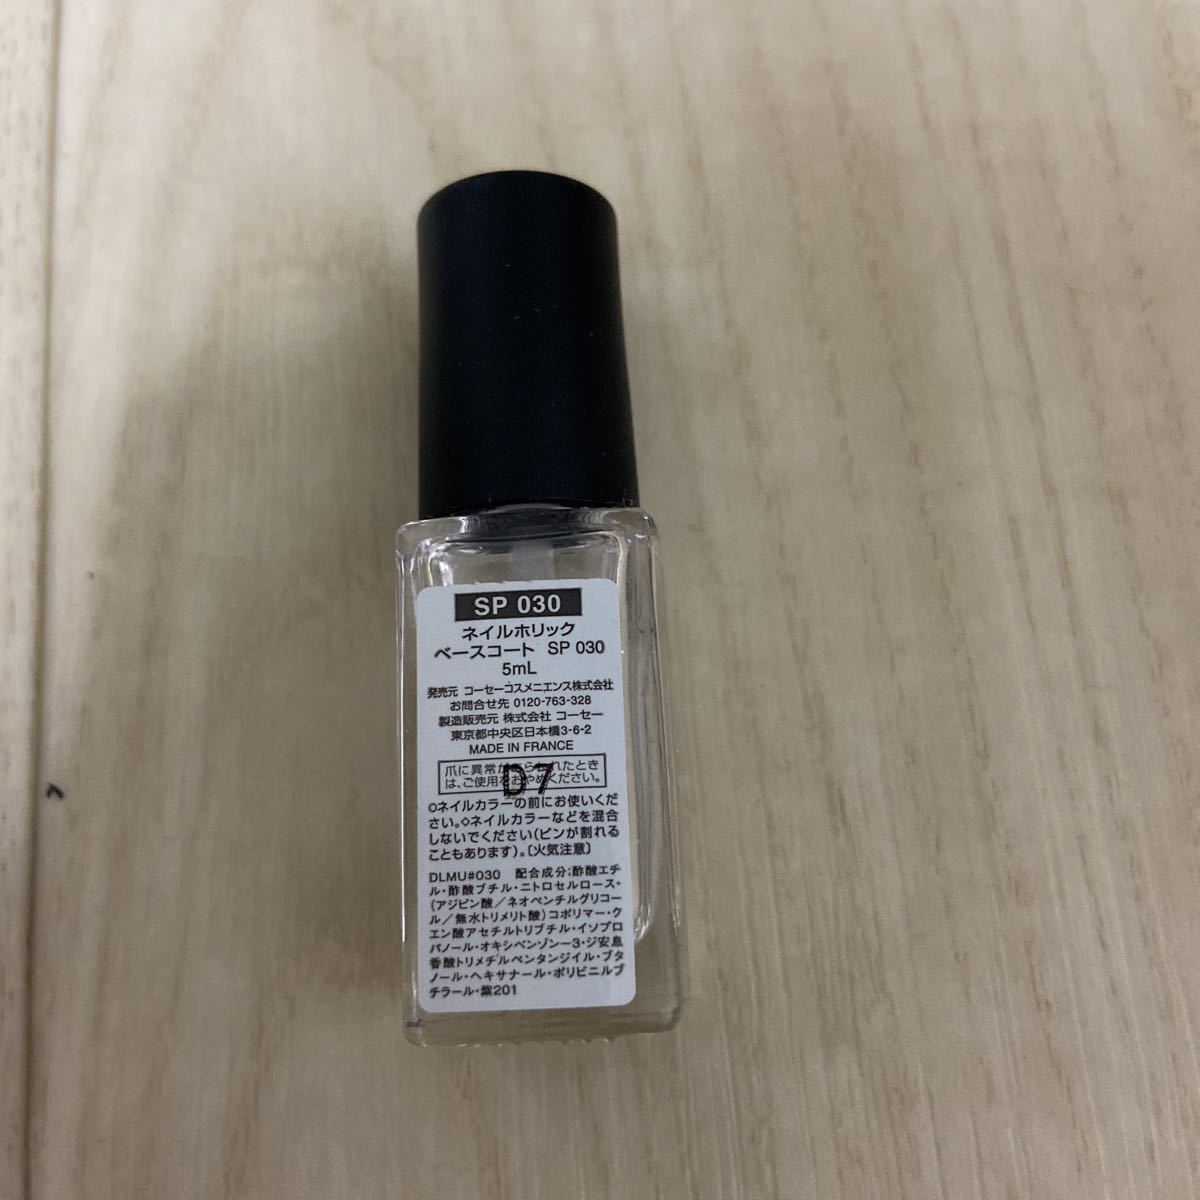 SP 030
ネイルホリック
ベースコート SP 030
5mL
発売元 コーセーコスメニエンス株式会社
お問合せ先 0120-763-328
製造販売元 株式会社 コーセー
東京都中央区日本橋3-6-2
MADE IN FRANCE
爪に異常があらわれたとき
は、ご使用をおやめください。
D7
◇ネイルカラーの前にお使いくだ
さい。◇ネイルカラーなどを混合
しないでください(ビンが割れる
こともあります)。〔火気注意〕
DLMU#030 配合成分;酢酸エチ
ル・酢酸ブチル・ニトロセルロース・
(アジピン酸/ネオペンチルグリコー
ル/無水トリメリト酸)コポリマー・ク
エン酸アセチルトリブチル・イソプロ
パノール・オキシベンゾン-3・ジ安息
香酸トリメチルペンタンジイル・ブタ
ノール・ヘキサナール・ポリビニルブ
チラール・紫201